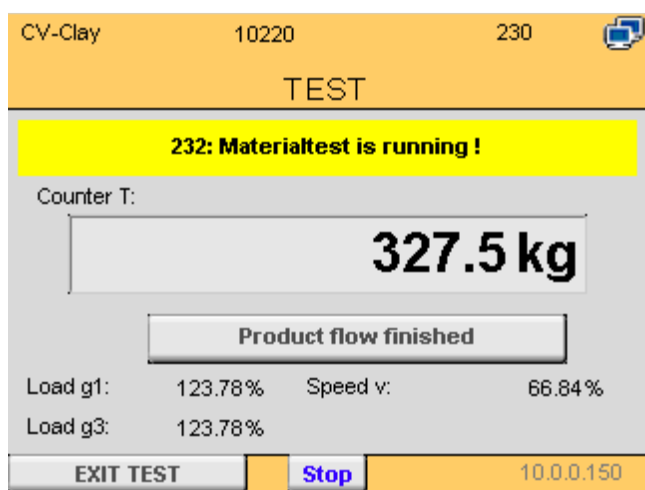 CV-Clay 10220 230
TEST
232: Materialtest is running !
Counter T:
327.5 kg
Product flow finished
Load g1: 123.78% Speed v: 66.84%
Load g3: 123.78%
EXIT TEST Stop 10.0.0.150